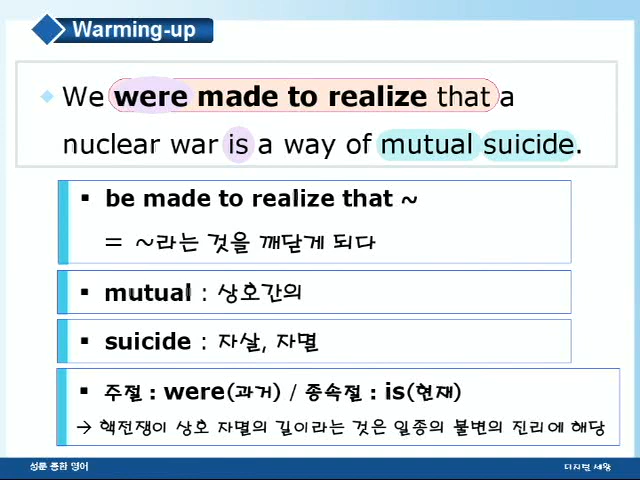 Warming-up
We were made to realize that a
nuclear war is a way of mutual suicide.
▪ be made to realize that ~
= ~라는 것을 깨닫게 되다
▪ mutual : 상호간의
▪ suicide : 자살, 자멸
▪ 주절 : were(과거) / 종속절 : is(현재)
→ 핵전쟁이 상호 자멸의 길이라는 것은 일종의 불변의 진리에 해당
성문 종합 영어
디지털 세왕